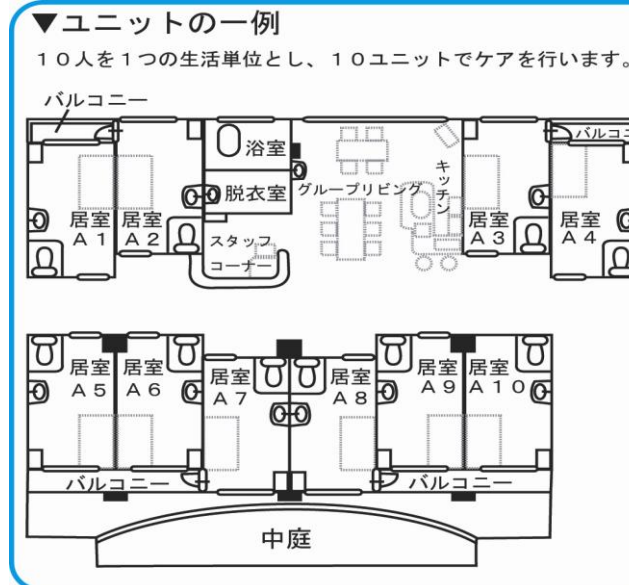 ▼ユニットの一例
１０人を１つの生活単位とし、１０ユニットでケアを行います。
バルコニー
バルコニ
浴室
脱衣室
グループリビング
キッチン
居室
Ａ１
居室
Ａ２
スタッフ
コーナー
居室
Ａ３
居室
Ａ４
居室
Ａ５
居室
Ａ６
居室
Ａ７
居室
Ａ８
居室
Ａ９
居室
Ａ１０
バルコニー
バルコニー
中庭